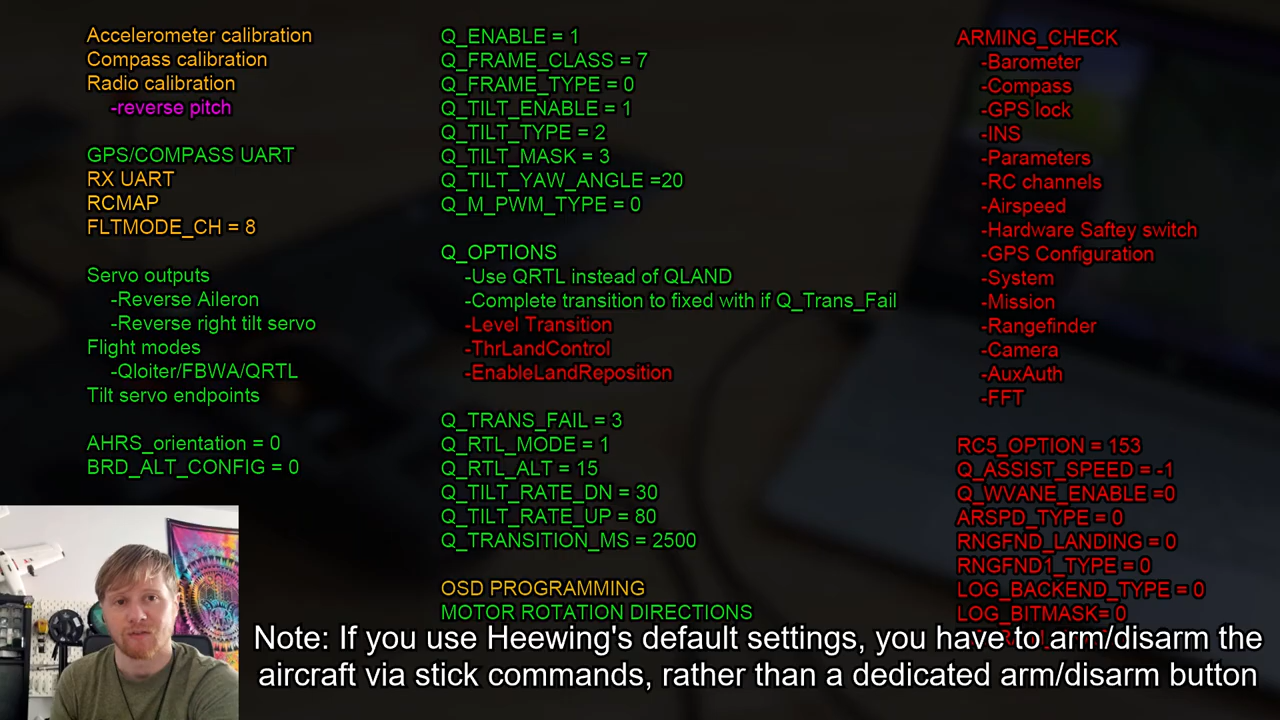 Accelerometer calibration
Compass calibration
Radio calibration
-reverse pitch
GPS/COMPASS UART
RX UART
RCMAP
FLTMODE_CH = 8
Servo outputs
-Reverse Aileron
-Reverse right tilt servo
Flight modes
-Qloiter/FBWA/QRTL
Tilt servo endpoints
AHRS_orientation = 0
BRD_ALT_CONFIG = 0
Q_ENABLE = 1
Q_FRAME_CLASS = 7
Q_FRAME_TYPE = 0
Q_TILT_ENABLE = 1
Q_TILT_TYPE = 2
Q_TILT_MASK = 3
Q_TILT_YAW_ANGLE =20
Q_M_PWM_TYPE = 0
Q_OPTIONS
-Use QRTL instead of QLAND
-Complete transition to fixed with if Q_Trans_Fail
-Level Transition
-ThrLandControl
-EnableLandReposition
Q_TRANS_FAIL = 3
Q_RTL_MODE = 1
Q_RTL_ALT = 15
Q_TILT_RATE_DN = 30
Q_TILT_RATE_UP = 80
Q_TRANSITION_MS = 2500
OSD PROGRAMMING
MOTOR ROTATION DIRECTIONS
ARMING_CHECK
-Barometer
-Compass
-GPS lock
-INS
-Parameters
-RC channels
-Airspeed
-Hardware Saftey switch
-GPS Configuration
-System
-Mission
-Rangefinder
-Camera
-AuxAuth
-FFT
RC5_OPTION = 153
Q_ASSIST_SPEED = -1
Q_WVANE_ENABLE =0
ARSPD_TYPE = 0
RNGFND_LANDING = 0
RNGFND1_TYPE = 0
LOG_BACKEND_TYPE = 0
LOG_BITMASK= 0
Note: If you use Heewing's default settings, you have to arm/disarm the
aircraft via stick commands, rather than a dedicated arm/disarm button